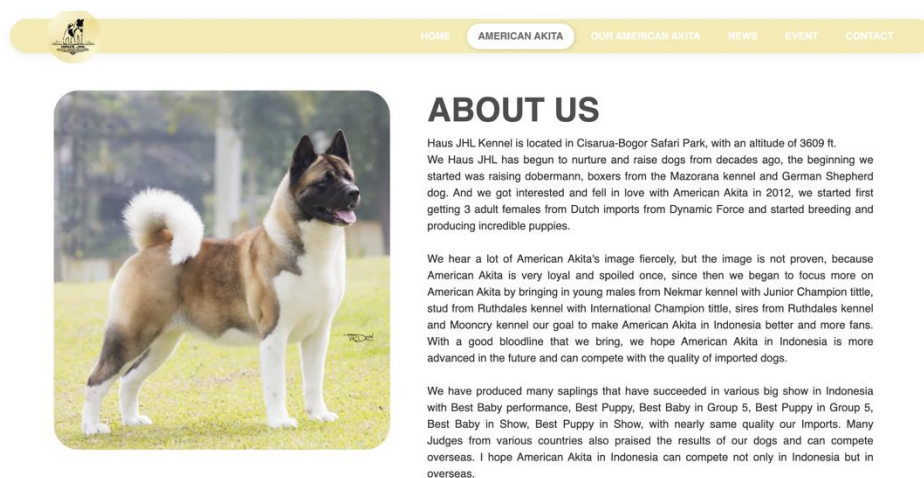 HOME AMERICAN AKITA OUR AMERICAN AKITA NEWS EVENT CONTACT
ABOUT US
Haus JHL Kennel is located in Cisarua-Bogor Safari Park, with an altitude of 3609 ft.
We Haus JHL has begun to nurture and raise dogs from decades ago, the beginning we
started was raising dobermann, boxers from the Mazorana kennel and German Shepherd
dog. And we got interested and fell in love with American Akita in 2012, we started first
getting 3 adult females from Dutch imports from Dynamic Force and started breeding and
producing incredible puppies.
We hear a lot of American Akita's image fiercely, but the image is not proven, because
American Akita is very loyal and spoiled once, since then we began to focus more on
American Akita by bringing in young males from Nekmar kennel with Junior Champion tittle,
stud from Ruthdales kennel with International Champion tittle, sires from Ruthdales kennel
and Mooncry kennel our goal to make American Akita in Indonesia better and more fans.
With a good bloodline that we bring, we hope American Akita in Indonesia is more
advanced in the future and can compete with the quality of imported dogs.
We have produced many saplings that have succeeded in various big show in Indonesia
with Best Baby performance, Best Puppy, Best Baby in Group 5, Best Puppy in Group 5,
Best Baby in Show, Best Puppy in Show, with nearly same quality our Imports. Many
Judges from various countries also praised the results of our dogs and can compete
overseas. I hope American Akita in Indonesia can compete not only in Indonesia but in
overseas.